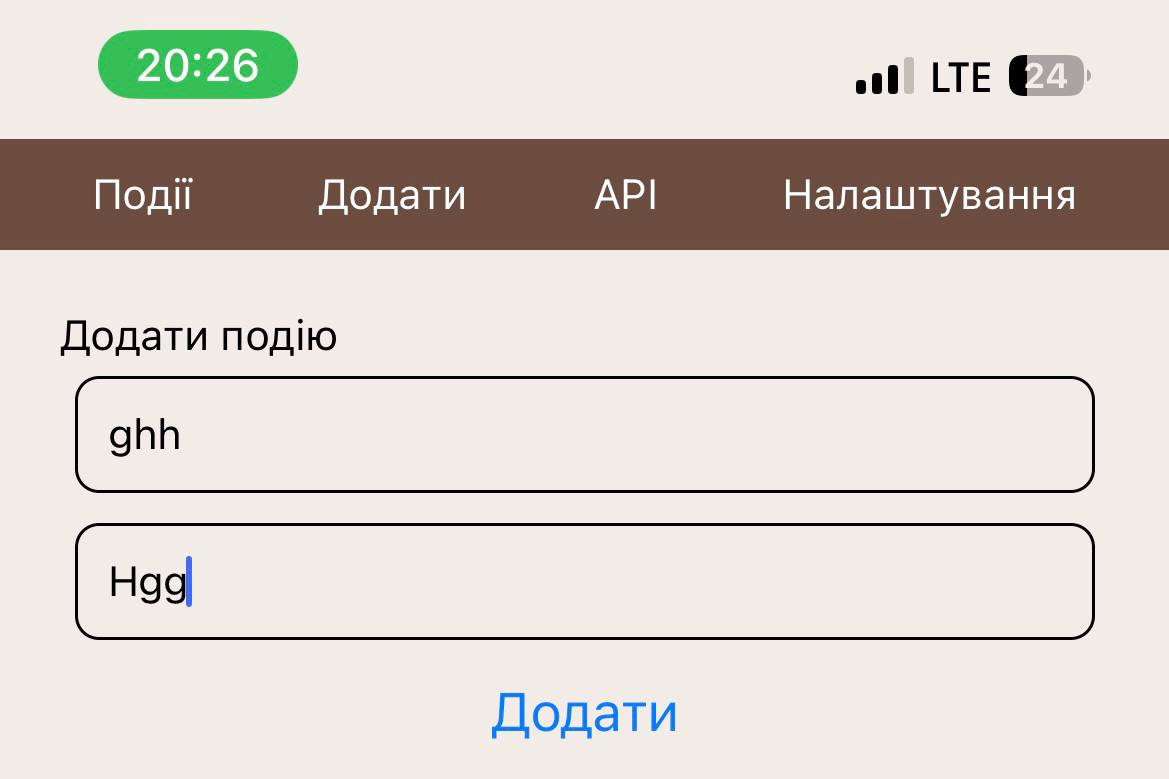 20:26 LTE 24
Події Додати API Налаштування
Додати подію
ghh
Hgg
Додати